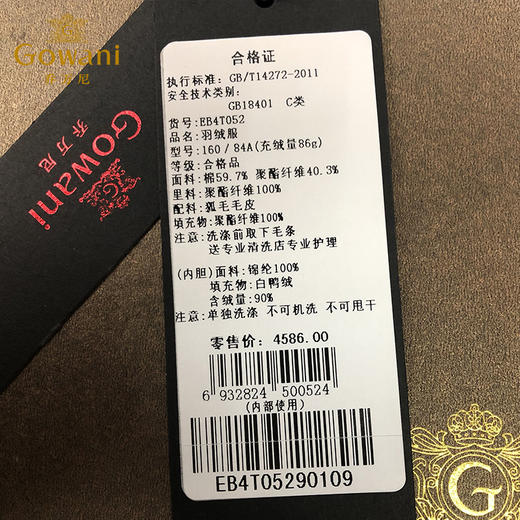 Gowani
乔万尼
乔万尼
Gowani
合格证
执行标准: GB/T14272-2011
安全技术类别:
GB18401 C类
货号:EB4T052
品名:羽绒服
型号:160/84A(充绒量86g)
等级:合格品
面料:棉59.7% 聚酯纤维40.3%
里料:聚酯纤维100%
配料:狐毛毛皮
填充物:聚酯纤维100%
注意:洗涤前取下毛条
送专业清洗店专业护理
(内胆)面料:锦纶100%
填充物:白鸭绒
含绒量:90%
注意:单独洗涤 不可机洗 不可甩干
零售价: 4586.00
6 932824 500524
(内部使用)
EB4T05290109
G